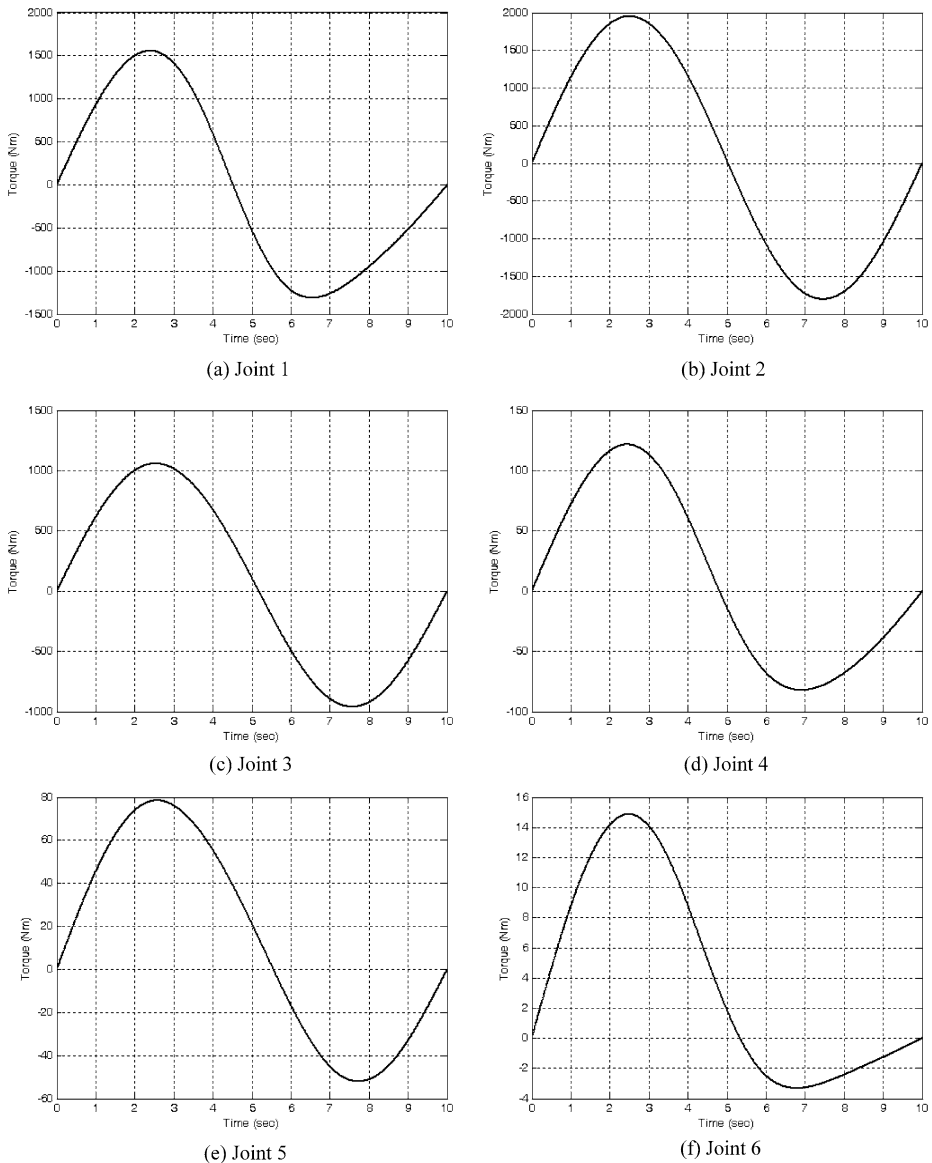 2000
1500
1000
500
0
-500
-1000
-1500
Torque (Nm)
0 1 2 3 4 5 6 7 8 9 10
Time (sec)
(a) Joint 1
2000
1500
1000
500
0
-500
-1000
-1500
-2000
Torque (Nm)
0 1 2 3 4 5 6 7 8 9 10
Time (sec)
(b) Joint 2
1500
1000
500
0
-500
-1000
Torque (Nm)
0 1 2 3 4 5 6 7 8 9 10
Time (sec)
(c) Joint 3
150
100
50
0
-50
-100
Torque (Nm)
0 1 2 3 4 5 6 7 8 9 10
Time (sec)
(d) Joint 4
80
60
40
20
0
-20
-40
-60
Torque (Nm)
0 1 2 3 4 5 6 7 8 9 10
Time (sec)
(e) Joint 5
16
14
12
10
8
6
4
2
0
-2
-4
Torque (Nm)
0 1 2 3 4 5 6 7 8 9 10
Time (sec)
(f) Joint 6